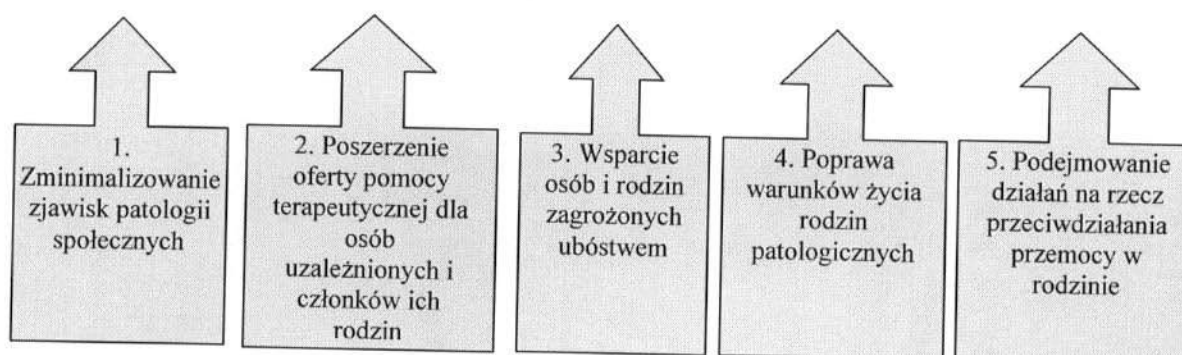 1.
Zminimalizowanie
zjawisk patologii
społecznych
2. Poszerzenie
oferty pomocy
terapeutycznej dla
osób
uzależnionych i
członków ich
rodzin
3. Wsparcie
osób i rodzin
zagrożonych
ubóstwem
4. Poprawa
warunków życia
rodzin
patologicznych
5. Podejmowanie
działań na rzecz
przeciwdziałania
przemocy w
rodzinie